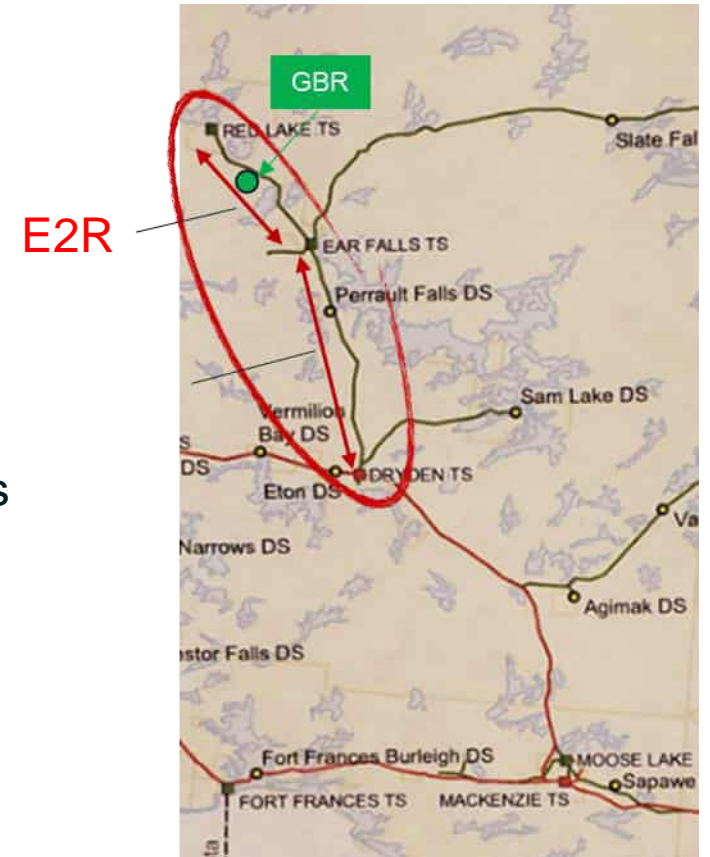 GBR
RED LAKE TS
Slate Fal
E2R
EAR FALLS TS
Perrault Falls DS
Sam Lake DS
Vermilion
Bay DS
S
DS
DRYDEN TS
Eton DS
s
Va
Narrows DS
Agimak DS
stor Falls DS
Fort Frances Burleigh DS
MOOSE LAKE
Sapawe
FORT FRANCES TS
MACKENZIE TS
ta